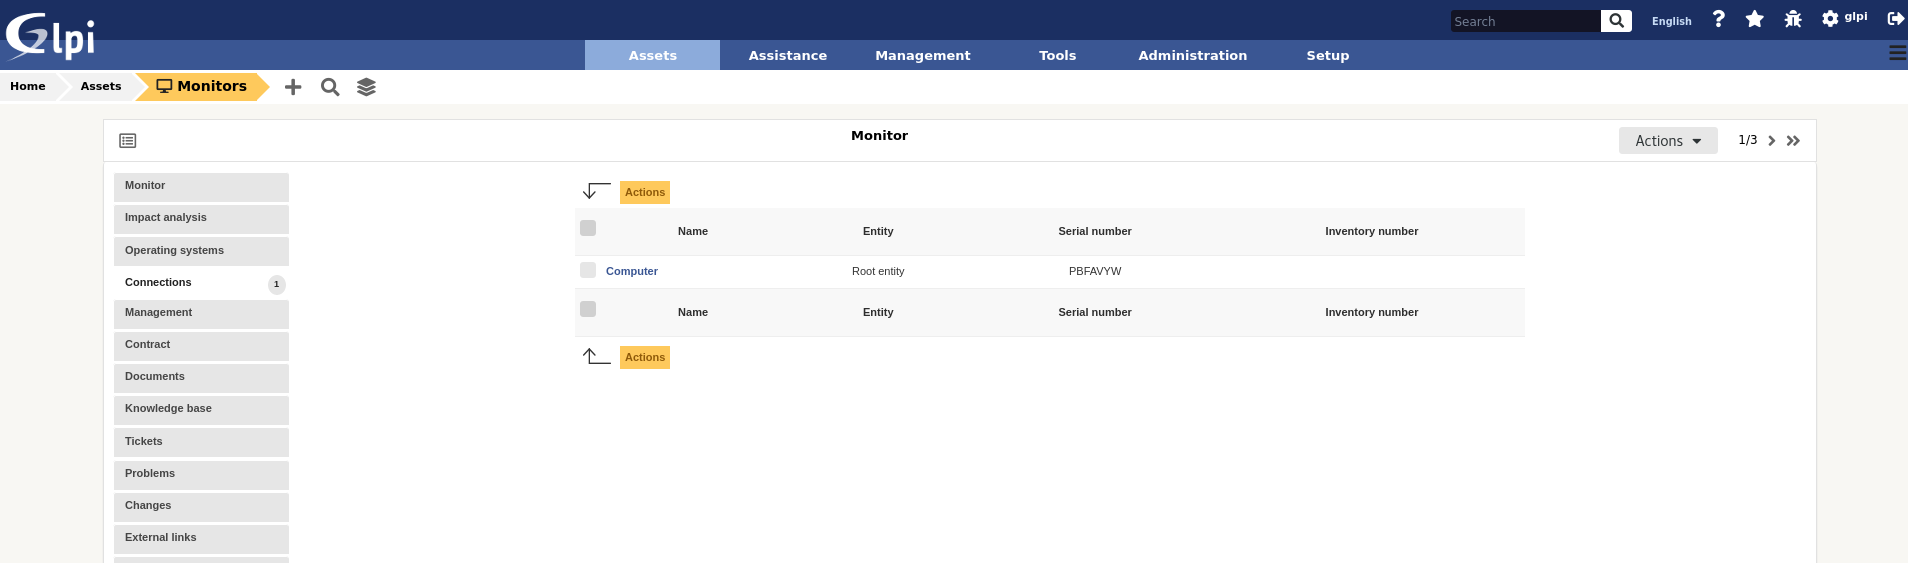 Glpi
Search
English
glpi
Assets Assistance Management Tools Administration Setup
Home Assets Monitors
Monitor
Actions
1/3
Monitor
Impact analysis
Operating systems
Connections 1
Management
Contract
Documents
Knowledge base
Tickets
Problems
Changes
External links
Actions
Name Entity Serial number Inventory number
Computer Root entity PBFAVYW
Name Entity Serial number Inventory number
Actions